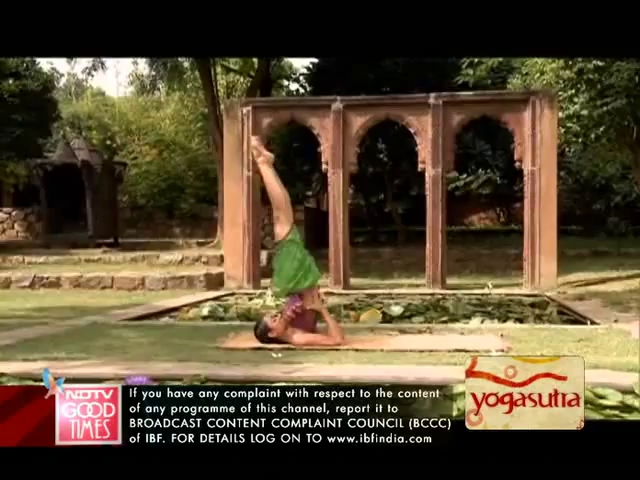 NDTV
GOOD
TIMES
If you have any complaint with respect to the content
of any programme of this channel, report it to
BROADCAST CONTENT COMPLAINT COUNCIL (BCCC)
of IBF. FOR DETAILS LOG ON TO www.ibfindia.com
yogasutra